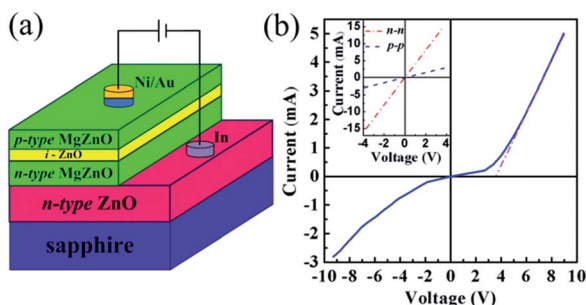 (a)
Ni/Au
In
p-type MgZnO
i - ZnO
n-type MgZnO
n-type ZnO
sapphire
(b)
Current (mA)
5
4
3
2
1
0
-1
-2
-3
-10 -8 -6 -4 -2 0 2 4 6 8 10
Voltage (V)
Current (mA)
15
10
5
0
-5
-10
-15
-4 -2 0 2 4
Voltage (V)
n-n
p-p